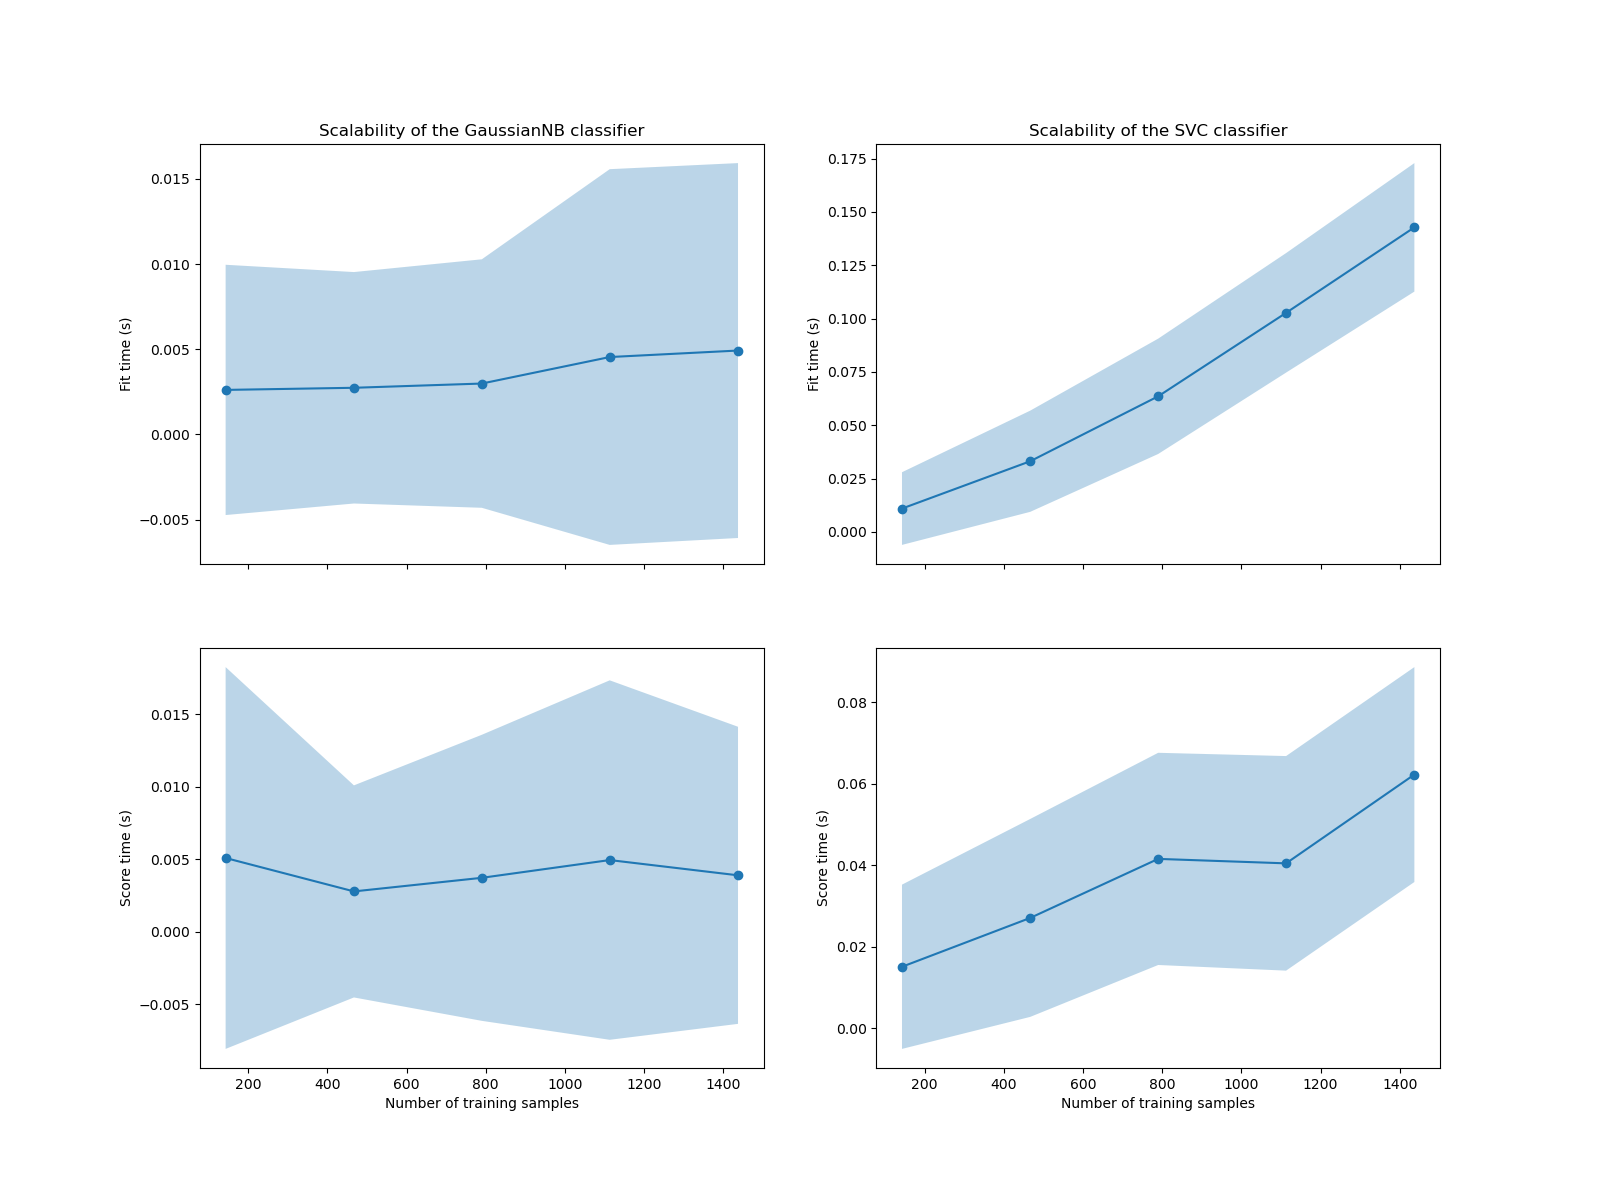 Scalability of the GaussianNB classifier
Scalability of the SVC classifier
0.015
0.010
0.005
0.000
−0.005
Fit time (s)
0.175
0.150
0.125
0.100
0.075
0.050
0.025
0.000
Fit time (s)
0.015
0.010
0.005
0.000
−0.005
Score time (s)
200 400 600 800 1000 1200 1400
Number of training samples
0.08
0.06
0.04
0.02
0.00
Score time (s)
200 400 600 800 1000 1200 1400
Number of training samples